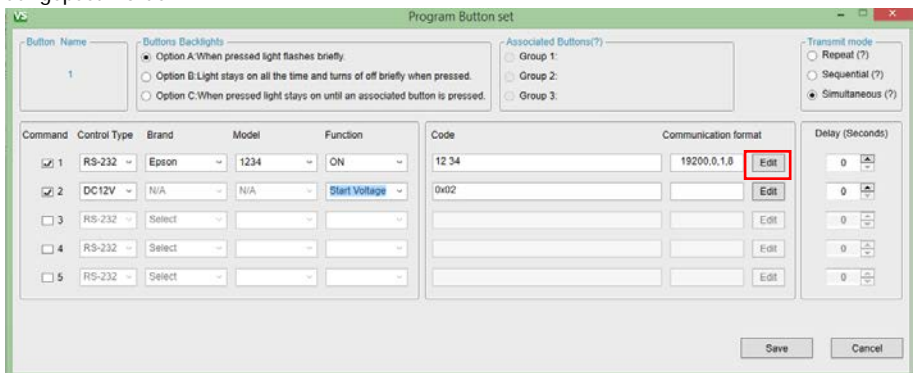 VS Program Button set
Button Name Buttons Backlights Associated Buttons(?) Transmit mode
Option A:When pressed light flashes briefly. Group 1: Repeat (?)
1 Option B:Light stays on all the time and turns of off briefly when pressed. Group 2: Sequential (?)
Option C:When pressed light stays on until an associated button is pressed. Group 3: Simultaneous (?)
Command Control Type Brand Model Function Code Communication format Delay (Seconds)
1 RS-232 Epson 1234 ON 12 34 19200,0,1,8 Edit 0
2 DC12V N/A N/A Start Voltage 0x02 Edit 0
3 RS-232 Select Edit 0
4 RS-232 Select Edit 0
5 RS-232 Select Edit 0
Save Cancel